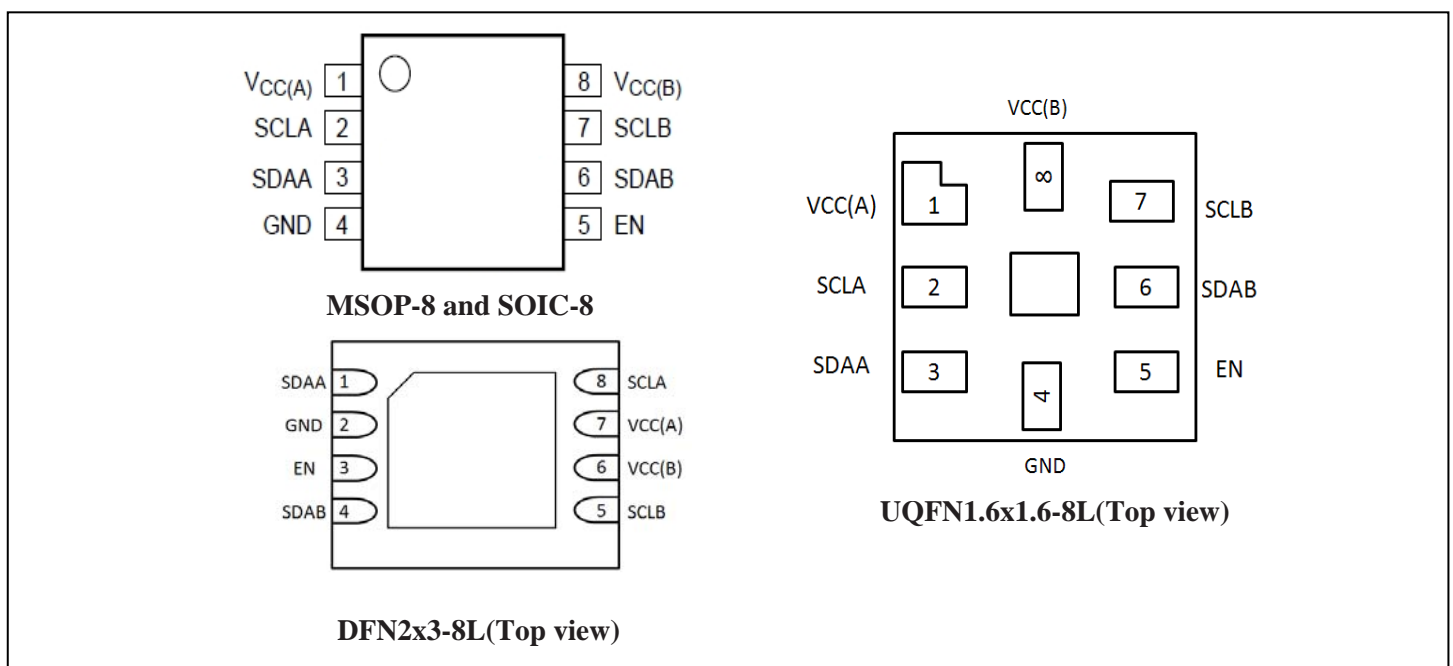 VCC(A) 1 8 VCC(B)
SCLA 2 7 SCLB
SDAA 3 6 SDAB
GND 4 5 EN
MSOP-8 and SOIC-8
SDAA 1 8 SCLA
GND 2 7 VCC(A)
EN 3 6 VCC(B)
SDAB 4 5 SCLB
DFN2x3-8L(Top view)
VCC(B)
8
VCC(A) 1 7 SCLB
SCLA 2 6 SDAB
SDAA 3 5 EN
4
GND
UQFN1.6x1.6-8L(Top view)